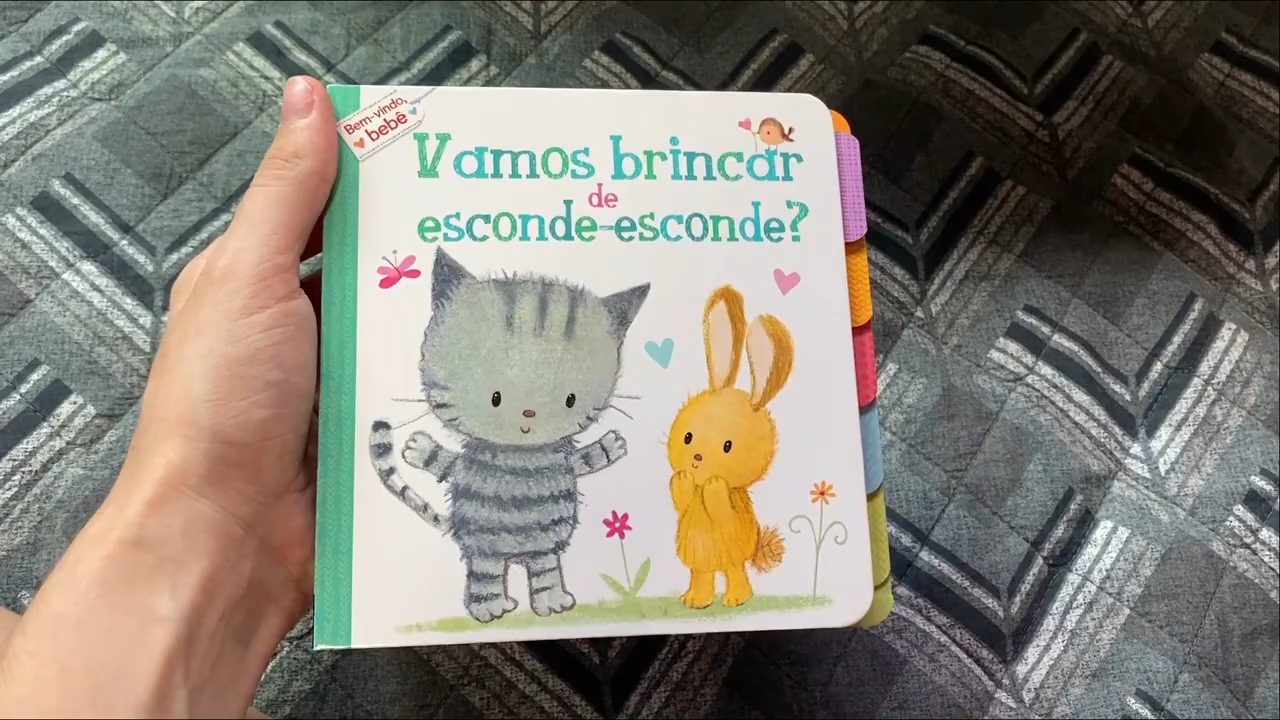 Bem-vindo,
bebê
Vamos brincar
de
esconde-esconde?